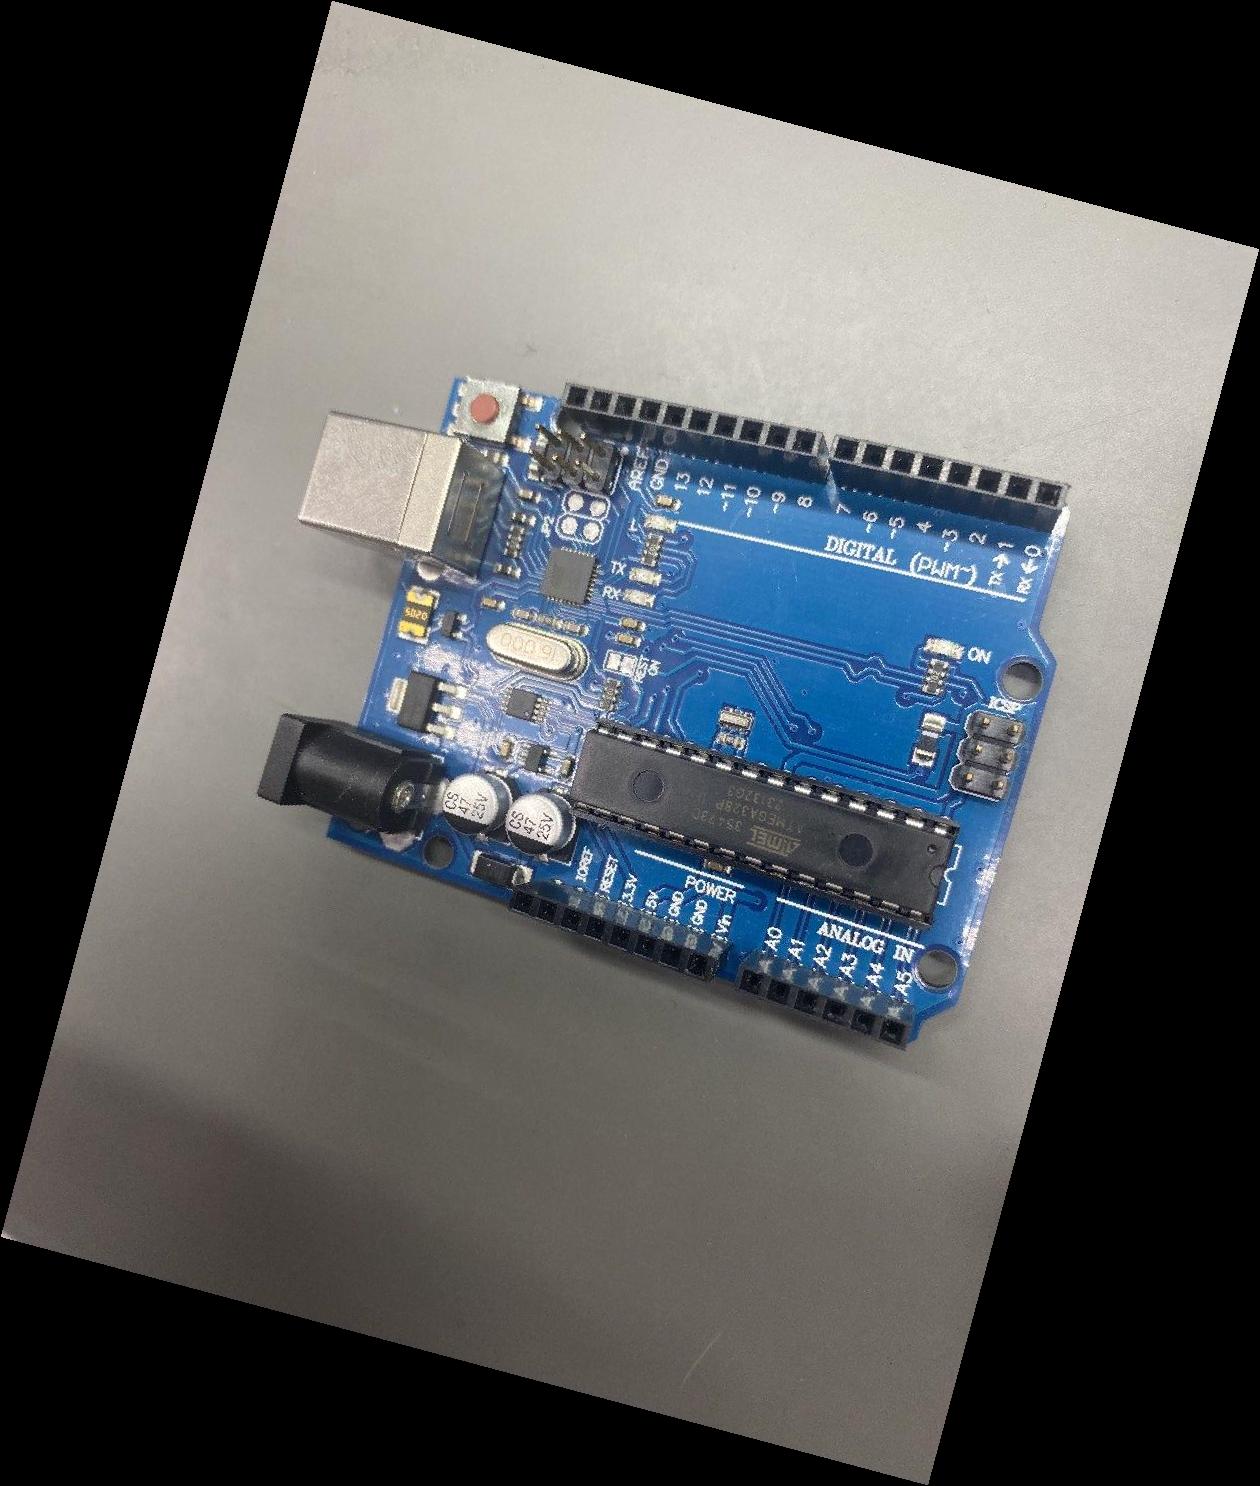 AREF
GND
13
12
~11
~10
~9
8
7
~6
~5
4
~3
2
TX→1
RX←0
L
DIGITAL (PWM~)
TX
RX
ON
16.000
ICSP
CS
47
25V
CS
47
25V
ATMEL
ATMEGA328P
IOREF
RESET
3.3V
5V
GND
GND
Vin
POWER
A0
A1
A2
A3
A4
A5
ANALOG IN